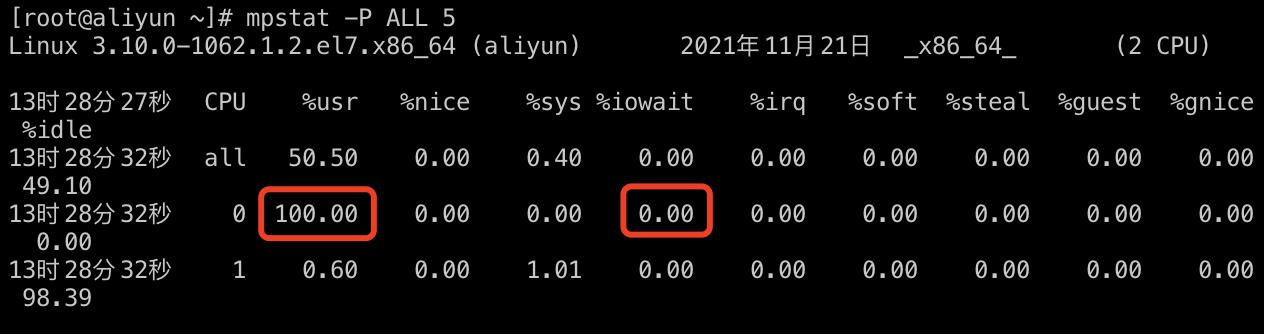 [root@aliyun ~]# mpstat -P ALL 5
Linux 3.10.0-1062.1.2.el7.x86_64 (aliyun) 2021年11月21日 _x86_64_ (2 CPU)
13时28分27秒 CPU %usr %nice %sys %iowait %irq %soft %steal %guest %gnice
%idle
13时28分32秒 all 50.50 0.00 0.40 0.00 0.00 0.00 0.00 0.00 0.00
49.10
13时28分32秒 0 100.00 0.00 0.00 0.00 0.00 0.00 0.00 0.00 0.00
0.00
13时28分32秒 1 0.60 0.00 1.01 0.00 0.00 0.00 0.00 0.00 0.00
98.39